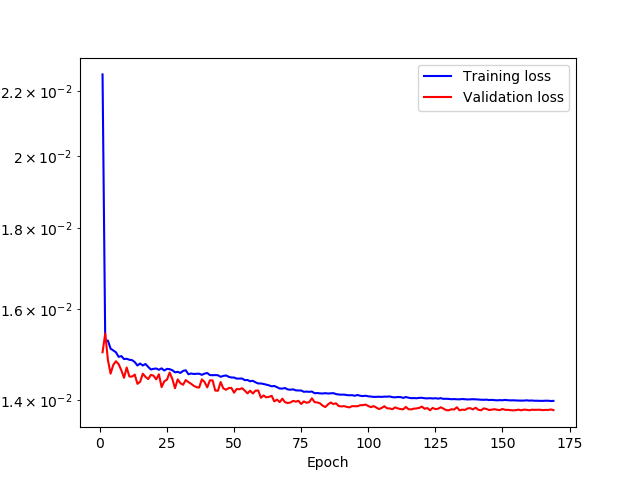 Training loss
Validation loss
2.2 × 10⁻²
2 × 10⁻²
1.8 × 10⁻²
1.6 × 10⁻²
1.4 × 10⁻²
0 25 50 75 100 125 150 175
Epoch